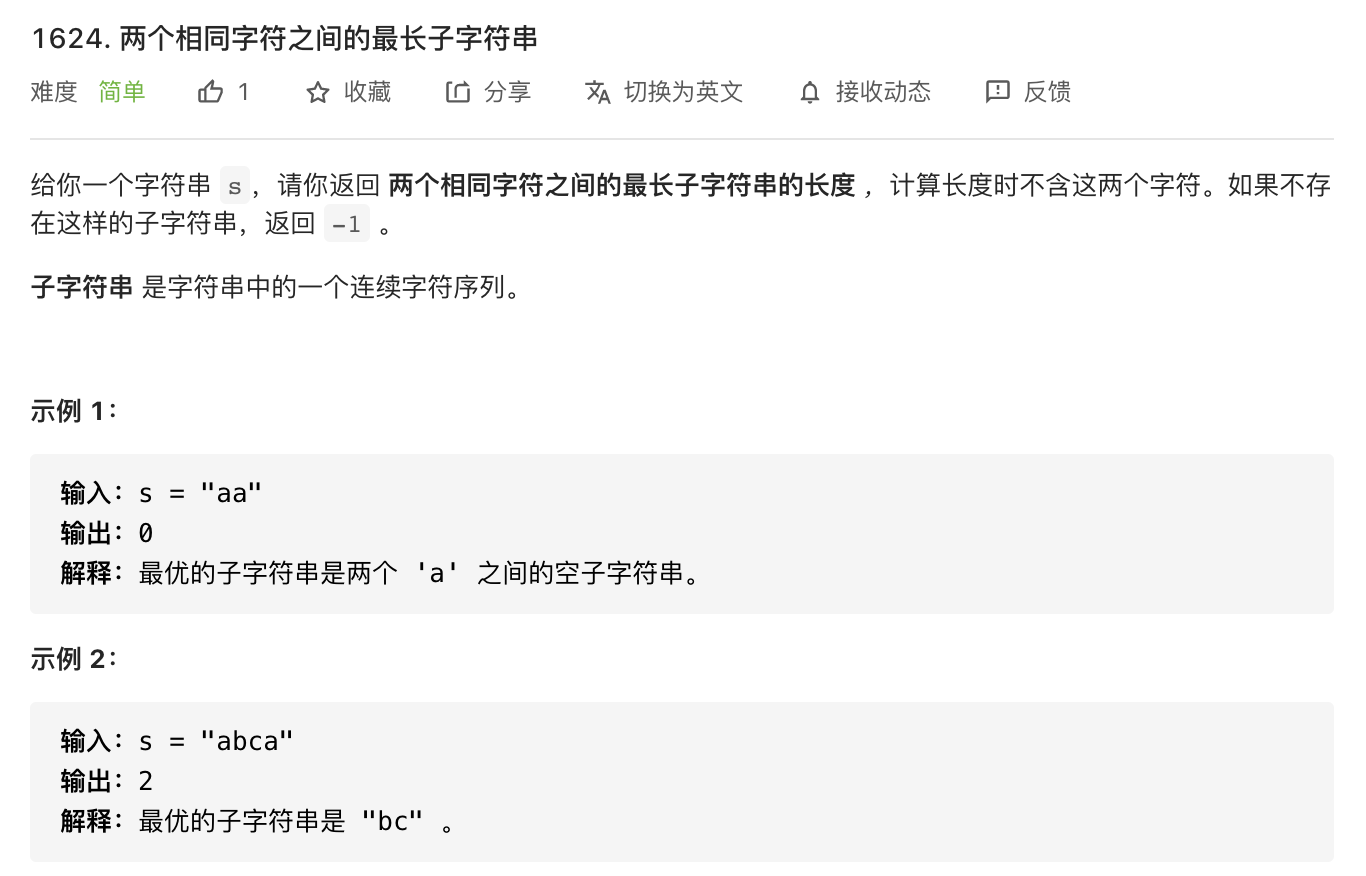 1624. 两个相同字符之间的最长子字符串
难度 简单 1 收藏 分享 切换为英文 接收动态 反馈
给你一个字符串 s，请你返回 两个相同字符之间的最长子字符串的长度 ，计算长度时不含这两个字符。如果不存
在这样的子字符串，返回 -1 。
子字符串 是字符串中的一个连续字符序列。
示例 1：
输入：s = "aa"
输出：0
解释：最优的子字符串是两个 'a' 之间的空子字符串。
示例 2：
输入：s = "abca"
输出：2
解释：最优的子字符串是 "bc" 。